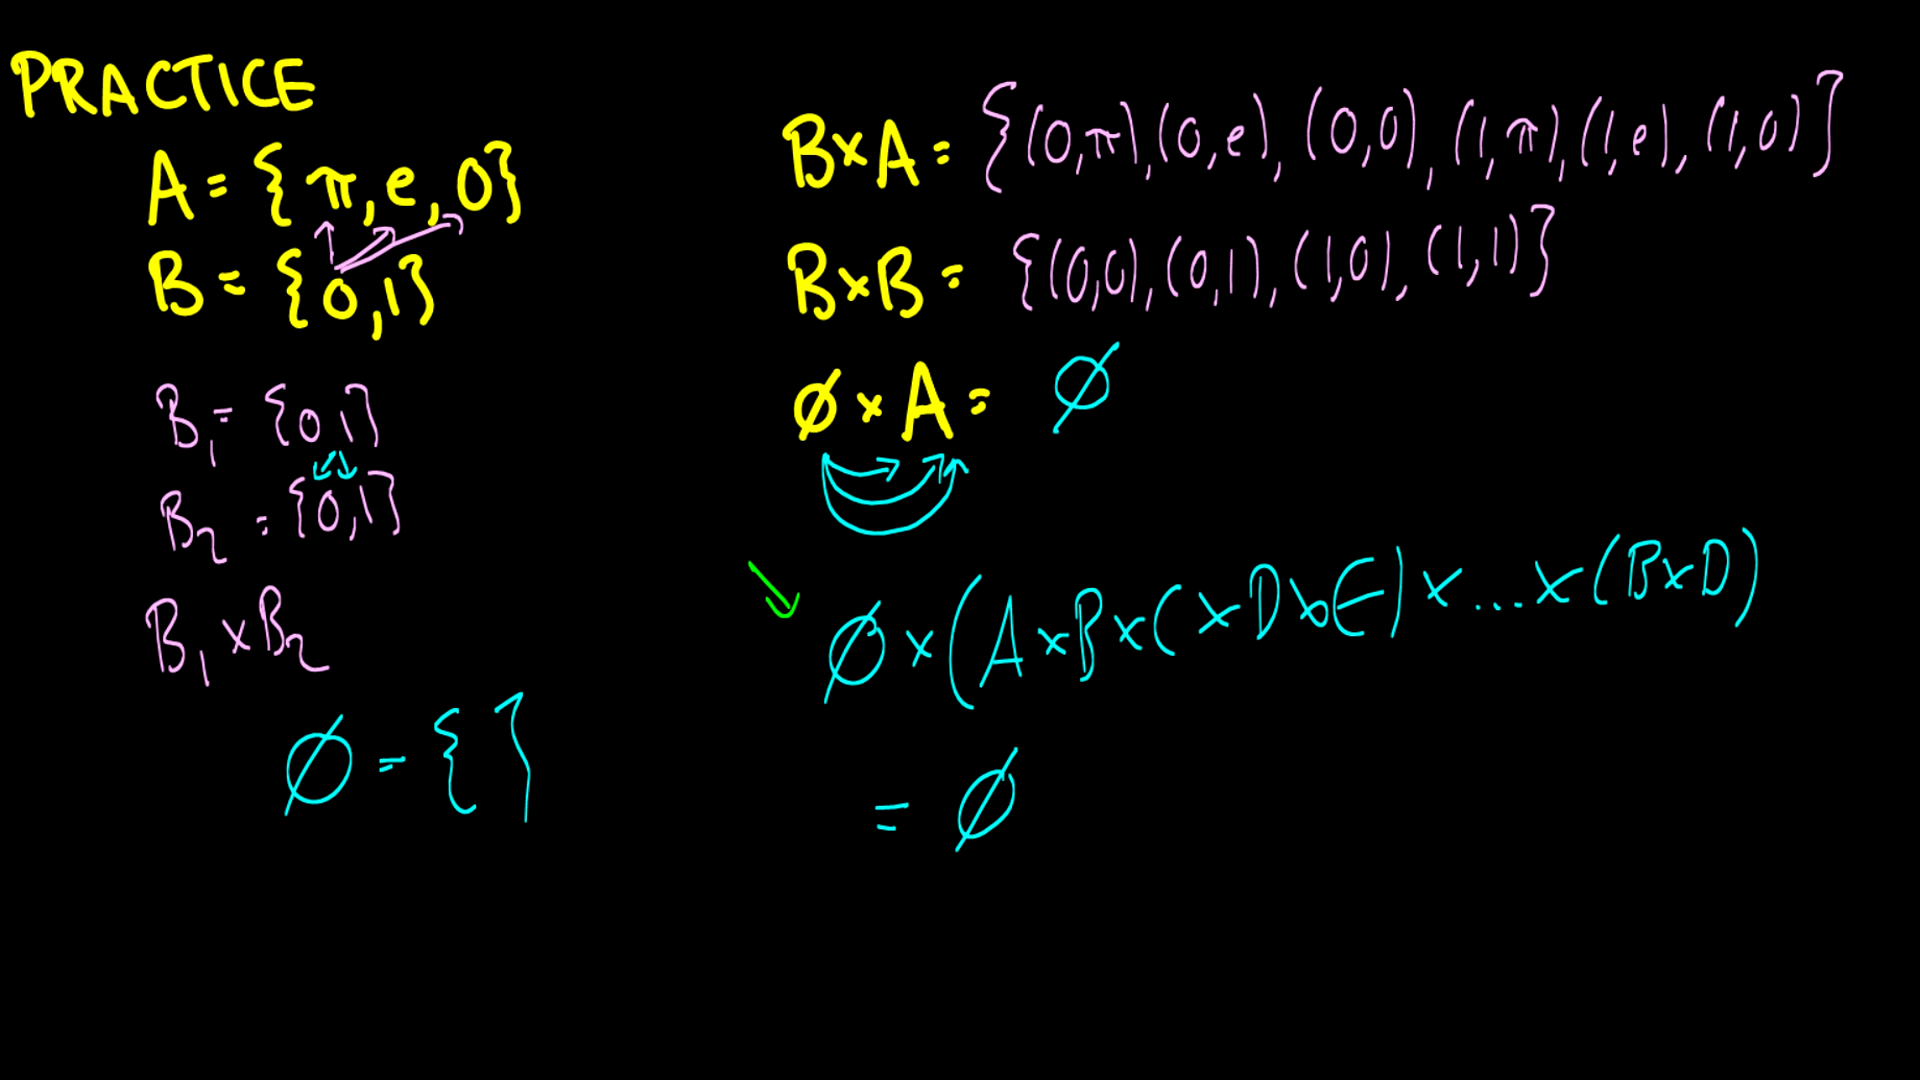 PRACTICE
A = {π, e, 0}
B = {0,1}
B₁ = {0,1}
B₂ = {0,1}
B₁ × B₂
∅ = { }
B×A = {(0,π),(0,e),(0,0),(1,π),(1,e),(1,0)}
B×B = {(0,0),(0,1),(1,0),(1,1)}
∅ × A = ∅
∅ × (A × B × C × D × E) × ... × (B × D)
= ∅